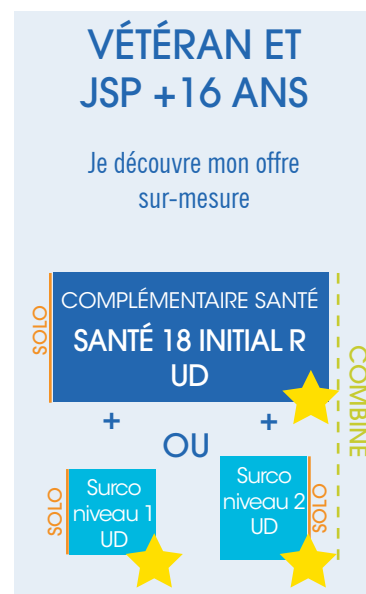 VÉTÉRAN ET
JSP +16 ANS
Je découvre mon offre
sur-mesure
SOLO
COMPLÉMENTAIRE SANTÉ
SANTÉ 18 INITIAL R
UD
COMBINE
+
+
OU
SOLO
Surco
niveau 1
UD
Surco
niveau 2
UD
SOLO